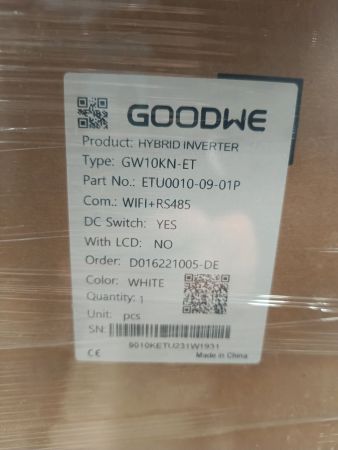 GOODWE
Product: HYBRID INVERTER
Type: GW10KN-ET
Part No.: ETU0010-09-01P
Com.: WIFI+RS485
DC Switch: YES
With LCD: NO
Order: D016221005-DE
Color: WHITE
Quantity: 1
Unit: pcs
SN:
9010KETU231W1931
CE Made in China